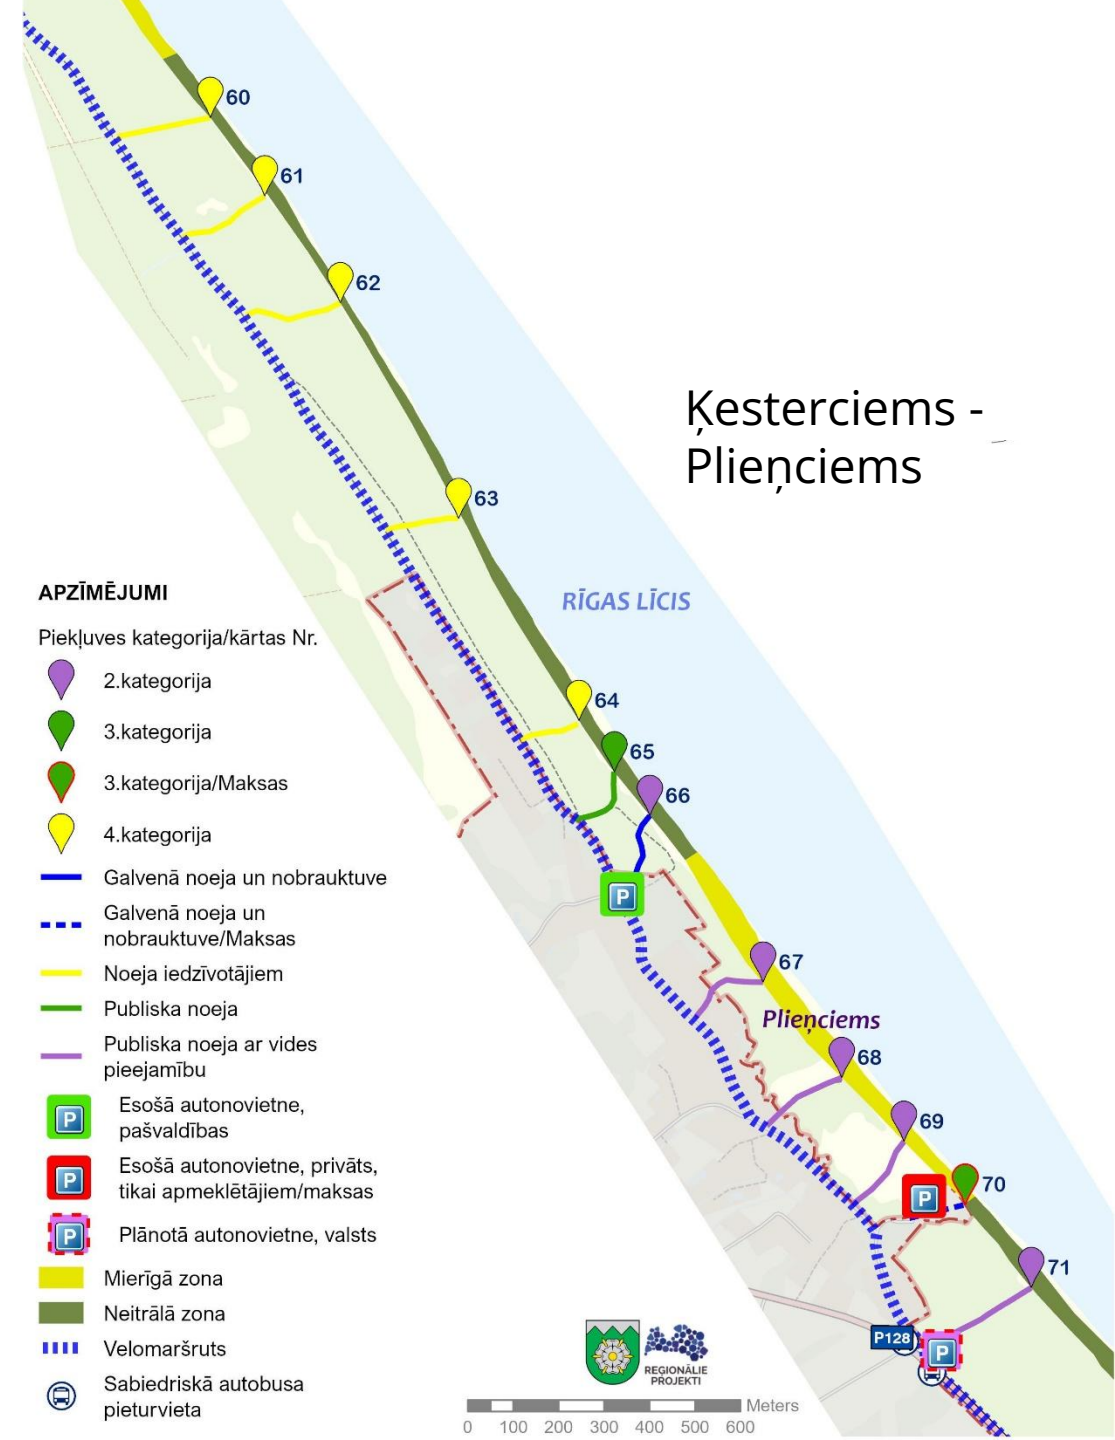 60
61
62
Ķesterciems -
Plieņciems
63
APZĪMĒJUMI
RĪGAS LĪCIS
Piekļuves kategorija/kārtas Nr.
2.kategorija
64
3.kategorija
65
3.kategorija/Maksas
66
4.kategorija
Galvenā noeja un nobrauktuve
P
Galvenā noeja un
nobrauktuve/Maksas
67
Noeja iedzīvotājiem
Publiska noeja
Plieņciems
Publiska noeja ar vides
pieejamību
68
P
Esošā autonovietne,
pašvaldības
69
P
Esošā autonovietne, privāts,
tikai apmeklētājiem/maksas
P
70
P
Plānotā autonovietne, valsts
71
Mierīgā zona
Neitrālā zona
P128
P
Velomaršruts
REGIONĀLIE
PROJEKTI
Sabiedriskā autobusa
pieturvieta
Meters
0 100 200 300 400 500 600